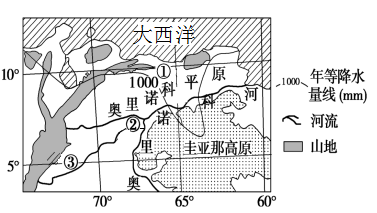 大西洋
10°
5°
①
1000
平原
奥里诺科河
奥里诺科
②
③
圭亚那高原
70°
65°
60°
1000 年等降水量线(mm)
河流
山地